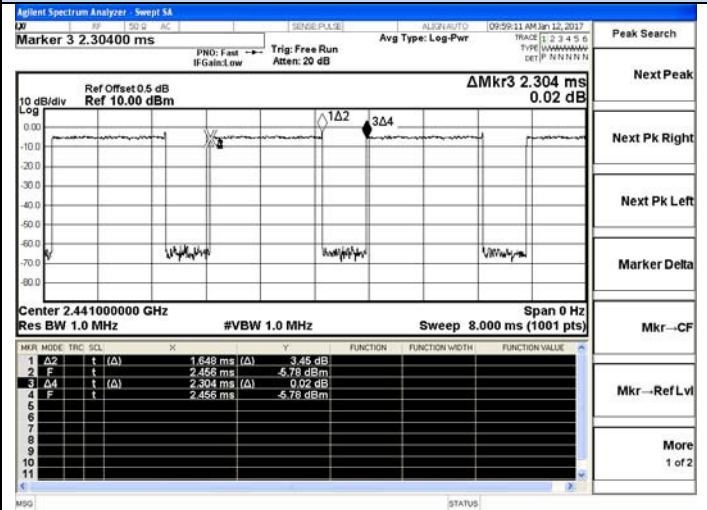 Agilent Spectrum Analyzer - Swept SA
RF 50 Ω AC SENSE:PULSE ALIGNAUTO 09:59:11 AM Jan 12, 2017
Marker 3 2.30400 ms
PNO: Fast
IFGain:Low
Trig: Free Run
Atten: 20 dB
Avg Type: Log-Pwr
TRACE 1 2 3 4 5 6
TYPE
DET P N N N N N
Peak Search
Next Peak
Next Pk Right
Next Pk Left
Marker Delta
Mkr→CF
Mkr→Ref Lvl
More
1 of 2
ΔMkr3 2.304 ms
0.02 dB
Ref Offset 0.5 dB
10 dB/div Ref 10.00 dBm
Log
1Δ2
3Δ4
0.00
-10.0
-20.0
-30.0
-40.0
-50.0
-60.0
-70.0
-80.0
Center 2.441000000 GHz Span 0 Hz
Res BW 1.0 MHz #VBW 1.0 MHz Sweep 8.000 ms (1001 pts)
MKR MODE TRC SCL X Y FUNCTION FUNCTION WIDTH FUNCTION VALUE
1 Δ2 t (Δ) 1.648 ms (Δ) 3.45 dB
2 F t 2.456 ms -5.78 dBm
3 Δ4 t (Δ) 2.304 ms (Δ) 0.02 dB
4 F t 2.456 ms -5.78 dBm
5
6
7
8
9
10
11
MSG STATUS